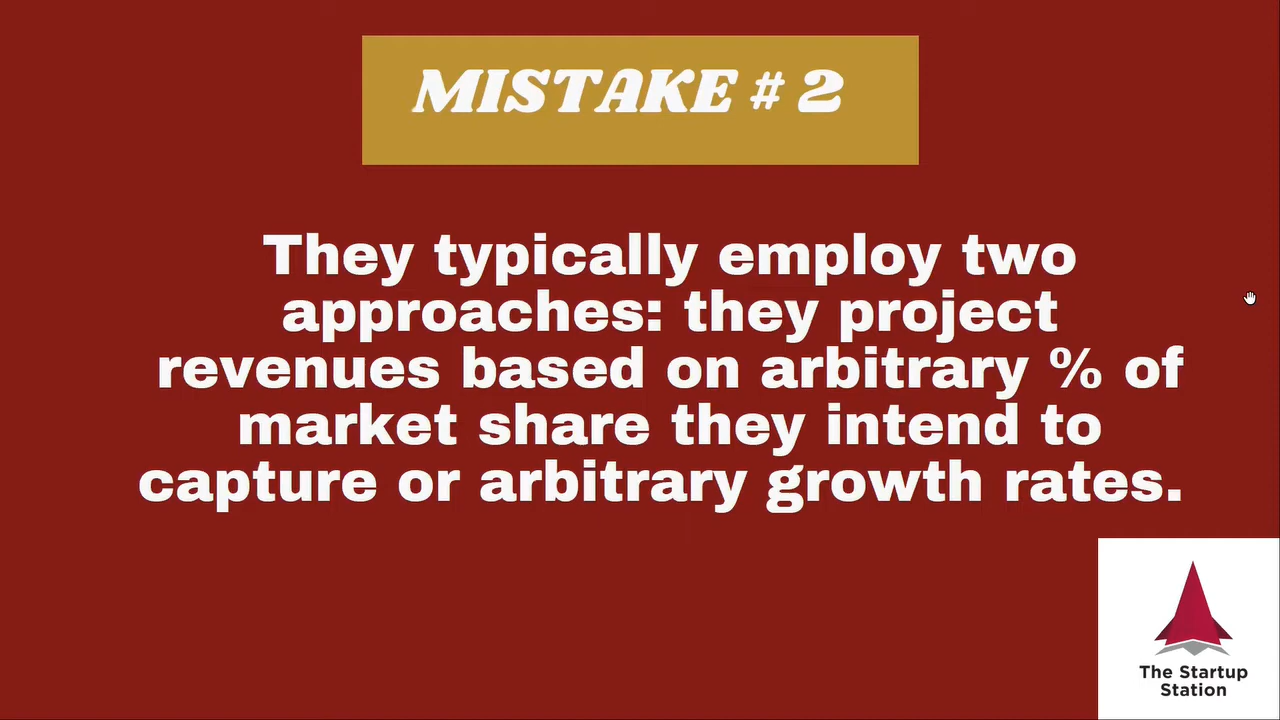 MISTAKE # 2
They typically employ two
approaches: they project
revenues based on arbitrary % of
market share they intend to
capture or arbitrary growth rates.
The Startup
Station